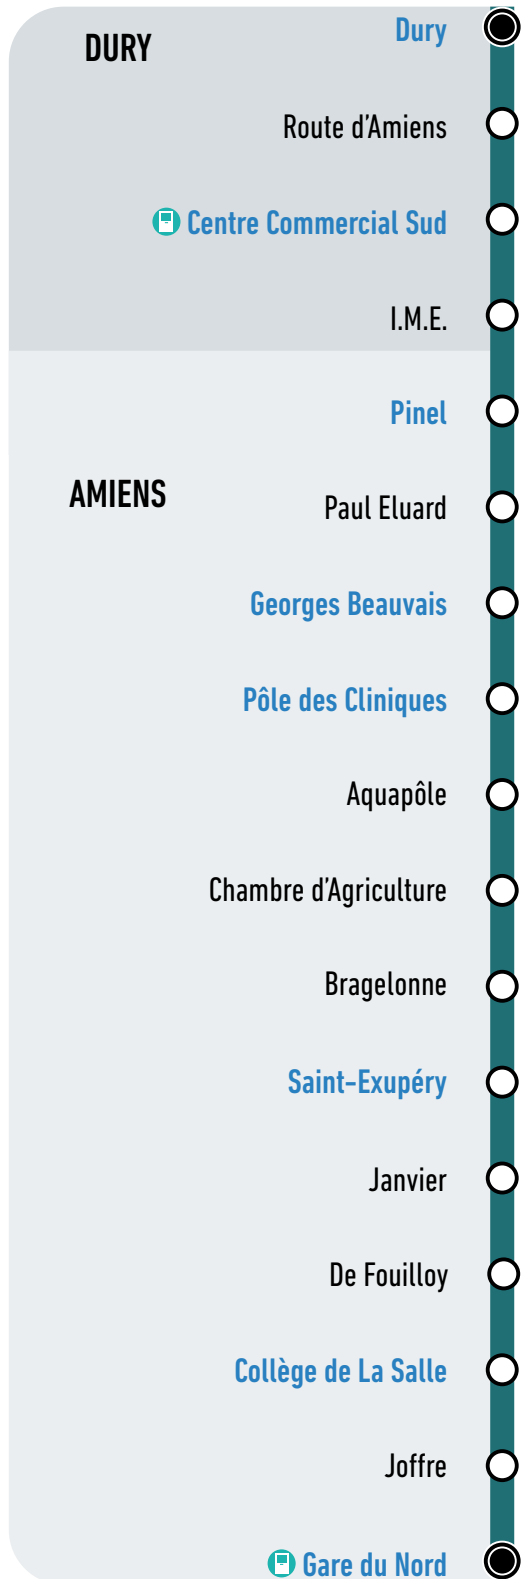 DURY
Dury
Route d'Amiens
Centre Commercial Sud
I.M.E.
Pinel
AMIENS
Paul Eluard
Georges Beauvais
Pôle des Cliniques
Aquapôle
Chambre d'Agriculture
Bragelonne
Saint-Exupéry
Janvier
De Fouilloy
Collège de La Salle
Joffre
Gare du Nord